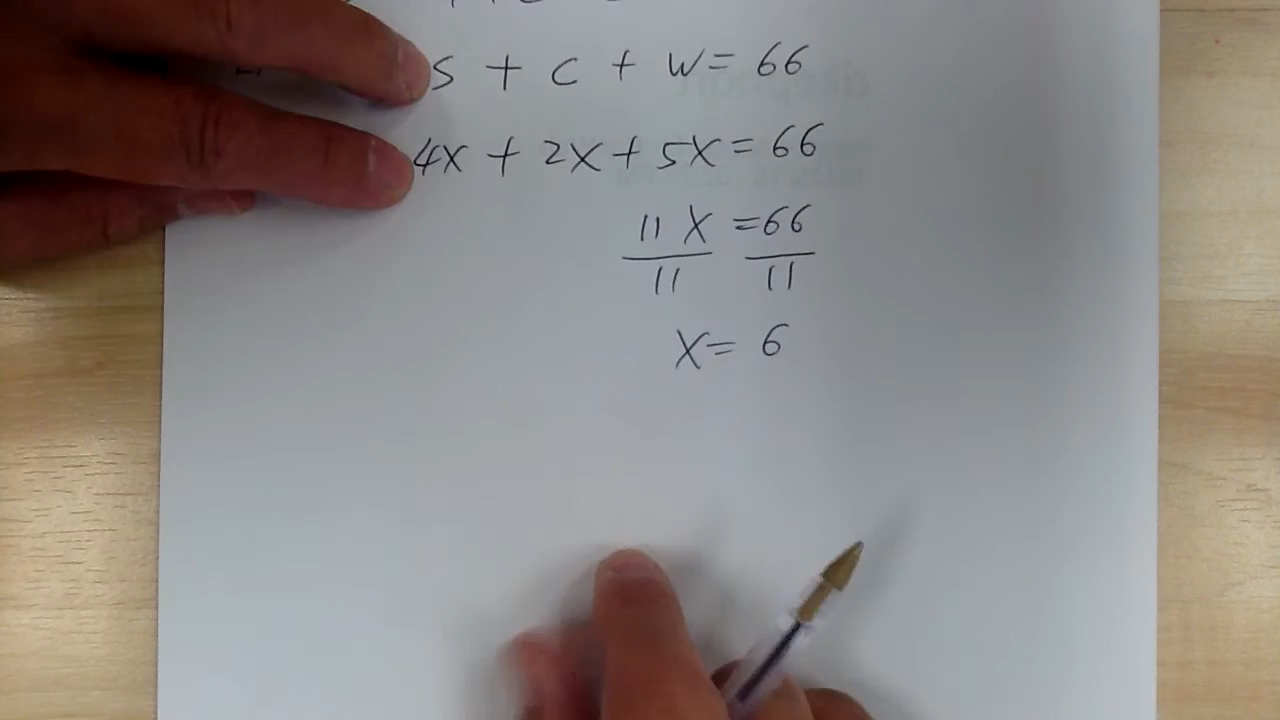 S + C + W = 66
4x + 2x + 5x = 66
11 x = 66
11 11
x = 6